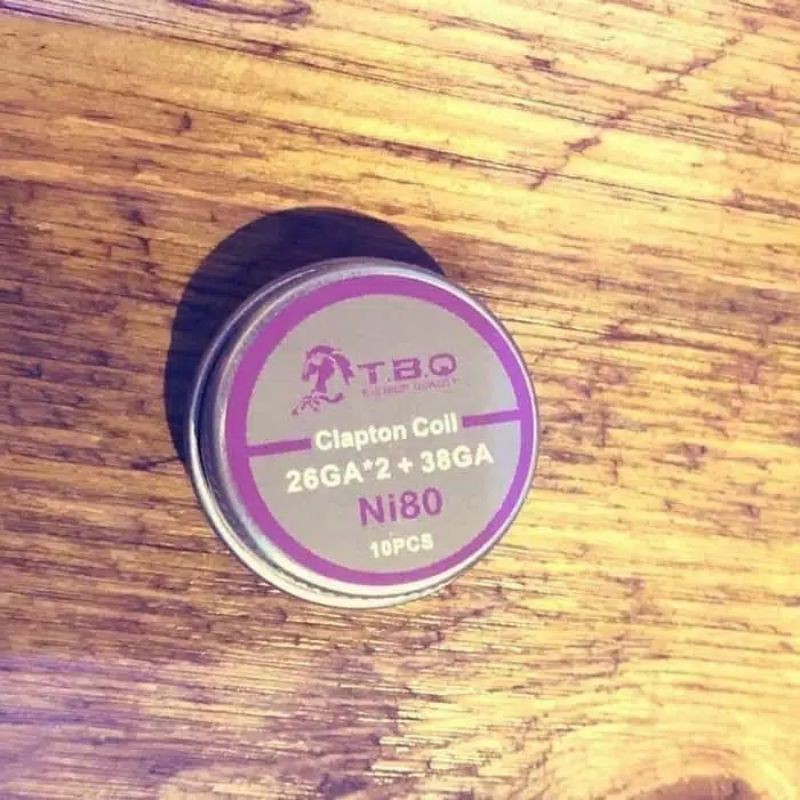 T.B.Q
Clapton Coil
26GA*2 + 38GA
Ni80
10PCS